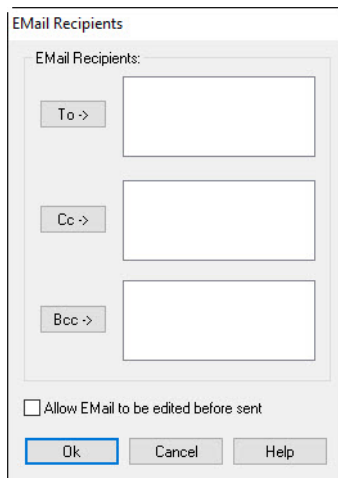 EMail Recipients
EMail Recipients:
To ->
Cc ->
Bcc ->
Allow EMail to be edited before sent
Ok Cancel Help